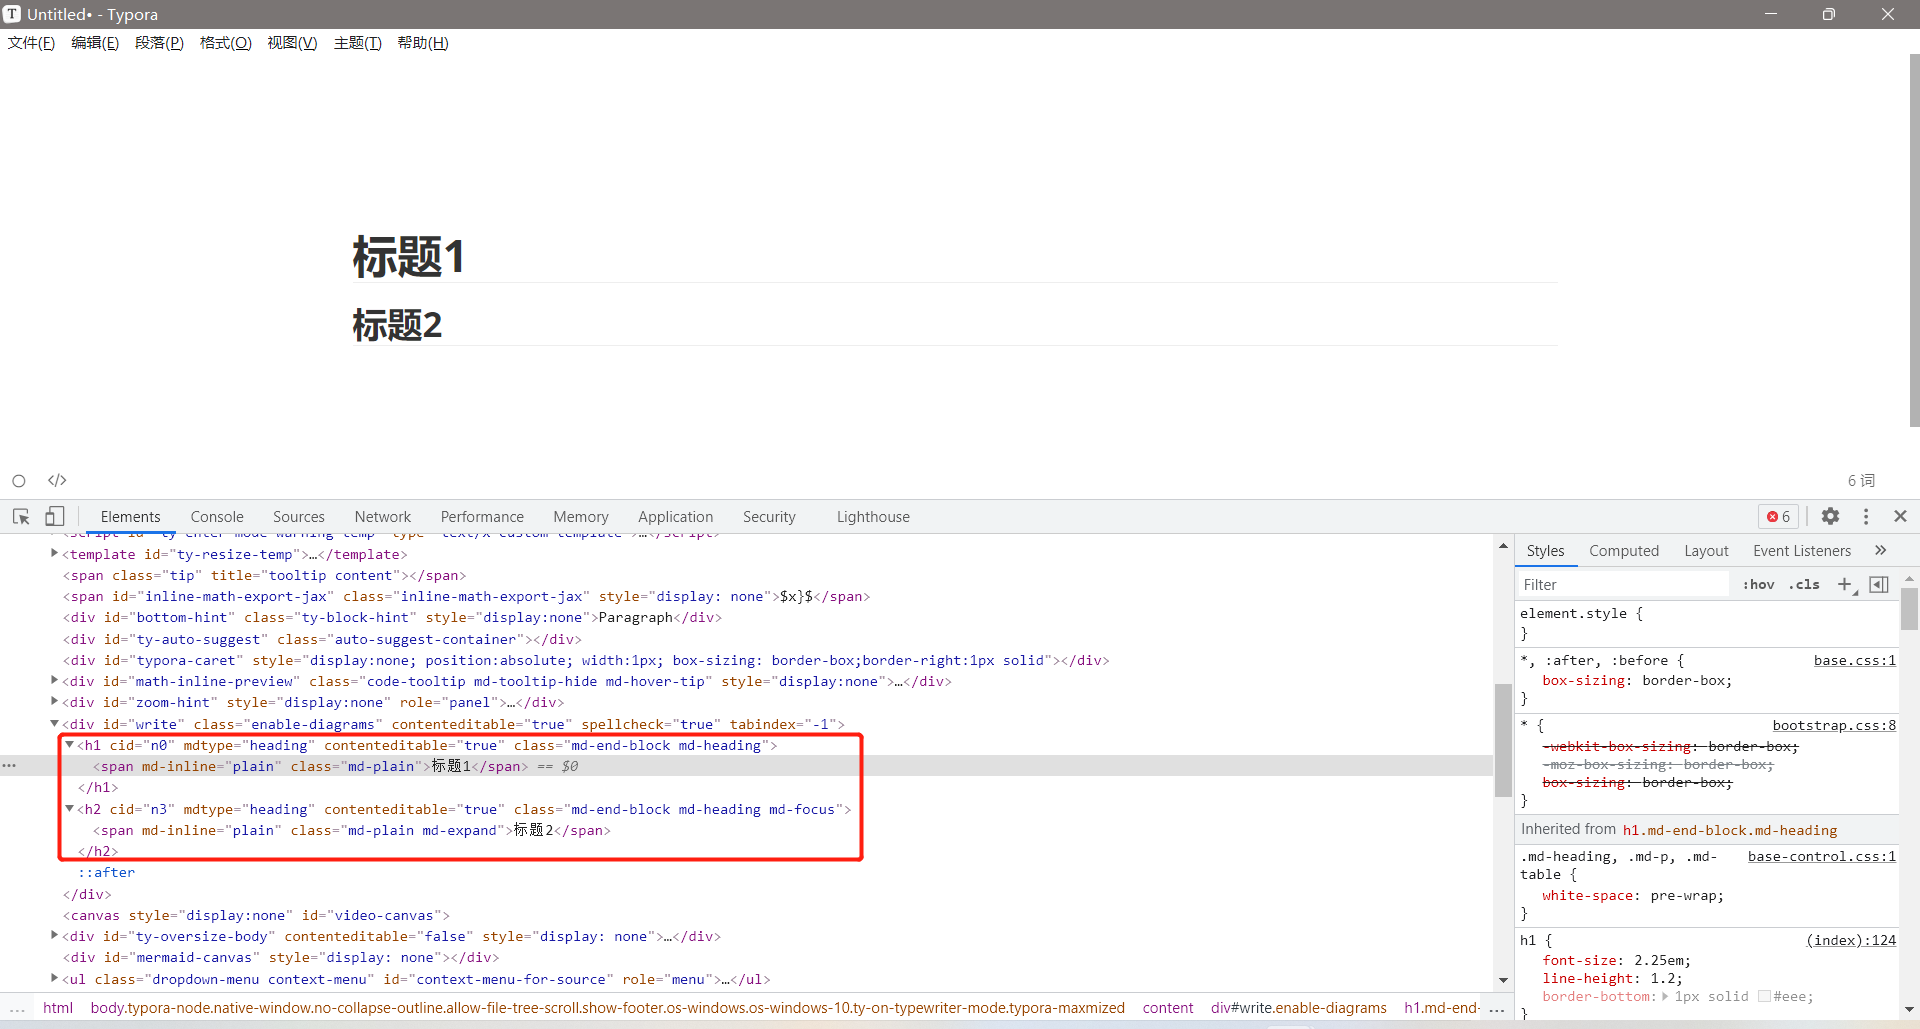 Untitled• - Typora
文件(F) 编辑(E) 段落(P) 格式(O) 视图(V) 主题(T) 帮助(H)
标题1
标题2
</> 6 词
Elements Console Sources Network Performance Memory Application Security Lighthouse 6
<script id="ty-enter-mode-warning-temp" type="text/x-custom-template">…</script>
<template id="ty-resize-temp">…</template>
<span class="tip" title="tooltip content"></span>
<span id="inline-math-export-jax" class="inline-math-export-jax" style="display: none">$x}$</span>
<div id="bottom-hint" class="ty-block-hint" style="display:none">Paragraph</div>
<div id="ty-auto-suggest" class="auto-suggest-container"></div>
<div id="typora-caret" style="display:none; position:absolute; width:1px; box-sizing: border-box;border-right:1px solid"></div>
<div id="math-inline-preview" class="code-tooltip md-tooltip-hide md-hover-tip" style="display:none">…</div>
<div id="zoom-hint" style="display:none" role="panel">…</div>
<div id="write" class="enable-diagrams" contenteditable="true" spellcheck="true" tabindex="-1">
<h1 cid="n0" mdtype="heading" contenteditable="true" class="md-end-block md-heading">
<span md-inline="plain" class="md-plain">标题1</span> == $0
</h1>
<h2 cid="n3" mdtype="heading" contenteditable="true" class="md-end-block md-heading md-focus">
<span md-inline="plain" class="md-plain md-expand">标题2</span>
</h2>
::after
</div>
<canvas style="display:none" id="video-canvas">
<div id="ty-oversize-body" contenteditable="false" style="display: none">…</div>
<div id="mermaid-canvas" style="display: none"></div>
<ul class="dropdown-menu context-menu" id="context-menu-for-source" role="menu">…</ul>
... html body.typora-node.native-window.no-collapse-outline.allow-file-tree-scroll.show-footer.os-windows.os-windows-10.ty-on-typewriter-mode.typora-maxmized content div#write.enable-diagrams h1.md-end- ...
Styles Computed Layout Event Listeners »
Filter :hov .cls +
element.style {
}
*, :after, :before { base.css:1
box-sizing: border-box;
}
* { bootstrap.css:8
-webkit-box-sizing: border-box;
-moz-box-sizing: border-box;
box-sizing: border-box;
}
Inherited from h1.md-end-block.md-heading
.md-heading, .md-p, .md- base-control.css:1
table {
white-space: pre-wrap;
}
h1 { (index):124
font-size: 2.25em;
line-height: 1.2;
border-bottom: 1px solid #eee;
}